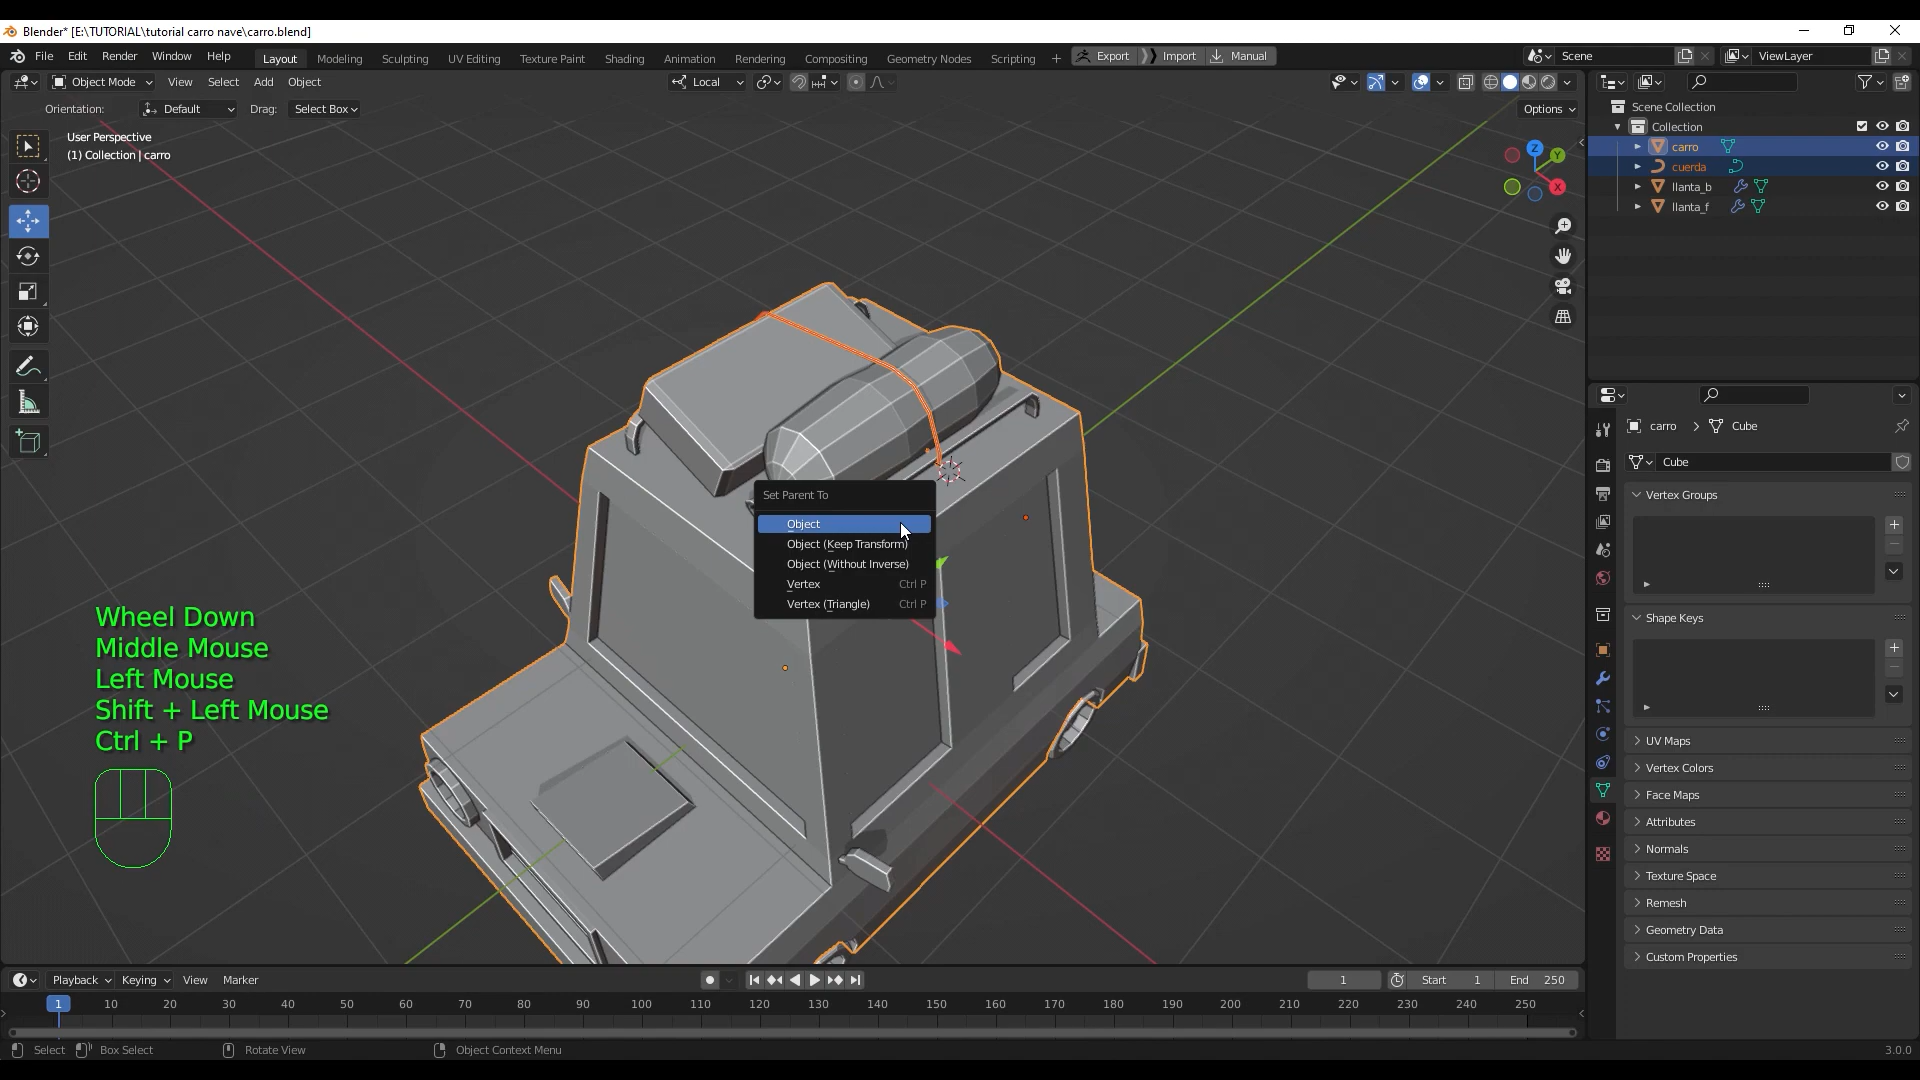 Blender* [E:\TUTORIAL\tutorial carro nave\carro.blend]
File Edit Render Window Help Layout Modeling Sculpting UV Editing Texture Paint Shading Animation Rendering Compositing Geometry Nodes Scripting + Export Import Manual Scene ViewLayer
Object Mode View Select Add Object Local
Orientation: Default Drag: Select Box Options
User Perspective
(1) Collection | carro
Z
Y
X
Scene Collection
Collection
carro
cuerda
llanta_b
llanta_f
carro > Cube
Cube
Vertex Groups
Shape Keys
UV Maps
Vertex Colors
Face Maps
Attributes
Normals
Texture Space
Remesh
Geometry Data
Custom Properties
Set Parent To
Object
Object (Keep Transform)
Object (Without Inverse)
Vertex Ctrl P
Vertex (Triangle) Ctrl P
Wheel Down
Middle Mouse
Left Mouse
Shift + Left Mouse
Ctrl + P
Playback Keying View Marker 1 Start 1 End 250
1 10 20 30 40 50 60 70 80 90 100 110 120 130 140 150 160 170 180 190 200 210 220 230 240 250
Select Box Select Rotate View Object Context Menu 3.0.0